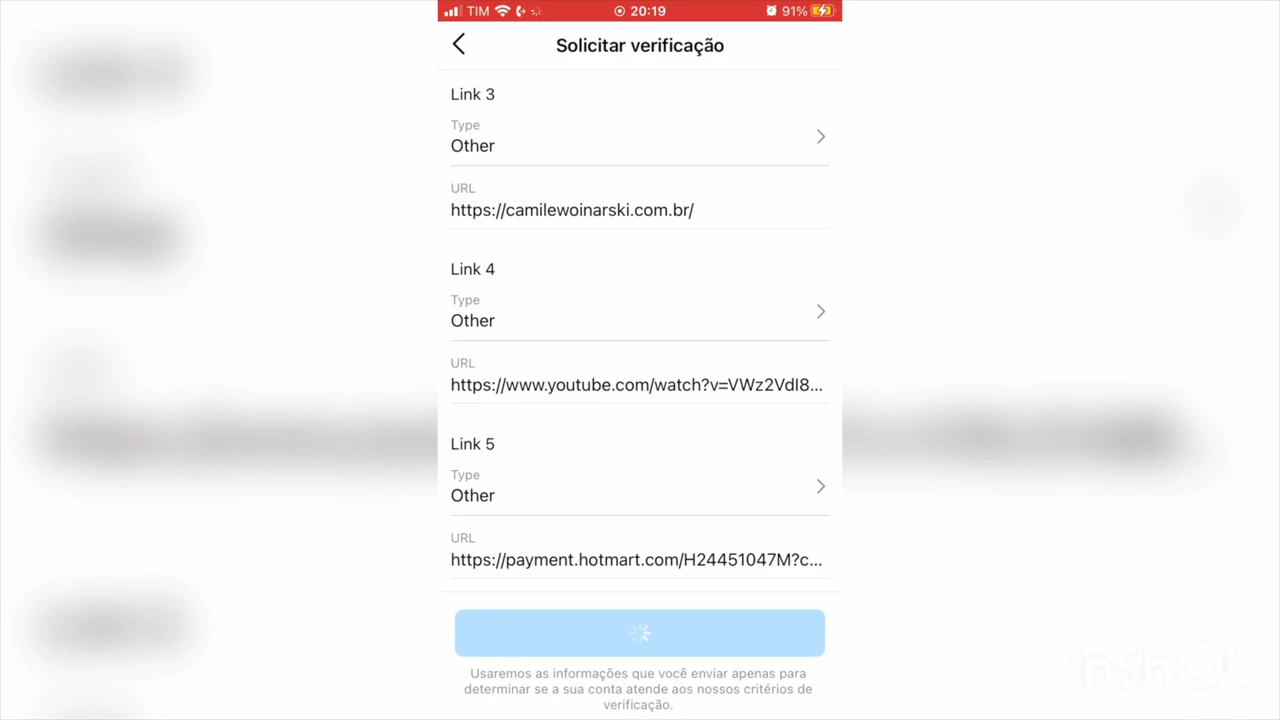 TIM
20:19
91%
Solicitar verificação
Link 3
Type
Other
URL
https://camilewoinarski.com.br/
Link 4
Type
Other
URL
https://www.youtube.com/watch?v=VWz2VdI8...
Link 5
Type
Other
URL
https://payment.hotmart.com/H24451047M?c...
Usaremos as informações que você enviar apenas para
determinar se a sua conta atende aos nossos critérios de
verificação.
InShOt